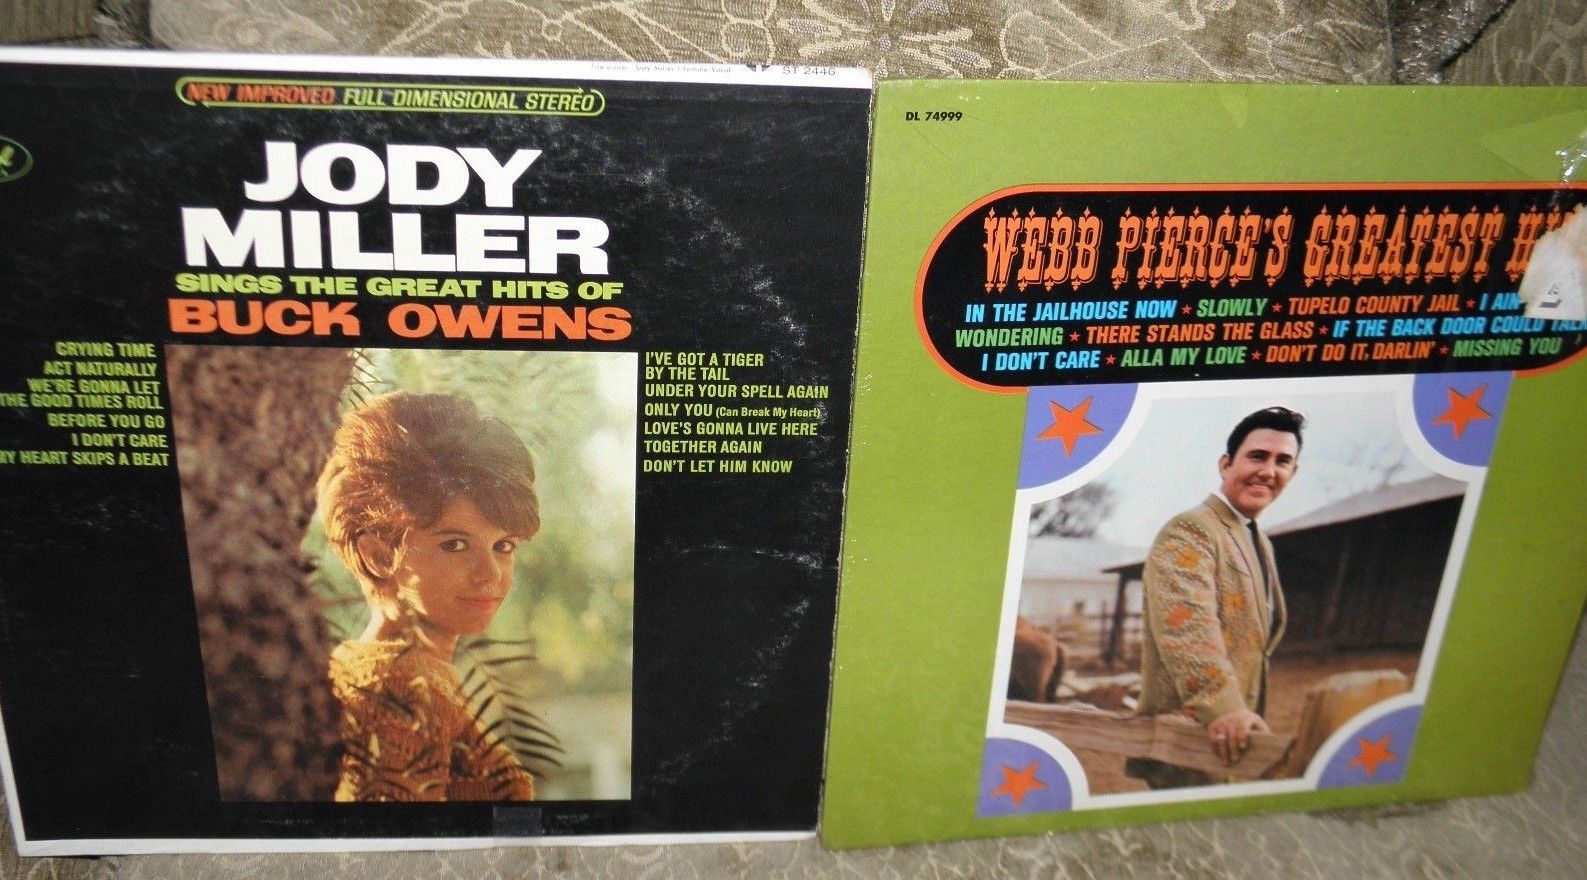 ST 2446
NEW IMPROVED FULL DIMENSIONAL STEREO
JODY
MILLER
SINGS THE GREAT HITS OF
BUCK OWENS
CRYING TIME
ACT NATURALLY
WE'RE GONNA LET
THE GOOD TIMES ROLL
BEFORE YOU GO
I DON'T CARE
MY HEART SKIPS A BEAT
I'VE GOT A TIGER
BY THE TAIL
UNDER YOUR SPELL AGAIN
ONLY YOU (Can Break My Heart)
LOVE'S GONNA LIVE HERE
TOGETHER AGAIN
DON'T LET HIM KNOW
DL 74999
WEBB PIERCE'S GREATEST
IN THE JAILHOUSE NOW ★ SLOWLY ★ TUPELO COUNTY JAIL ★ I AIN
WONDERING ★ THERE STANDS THE GLASS ★ IF THE BACK DOOR COULD TALK
I DON'T CARE ★ ALLA MY LOVE ★ DON'T DO IT, DARLIN' ★ MISSING YOU